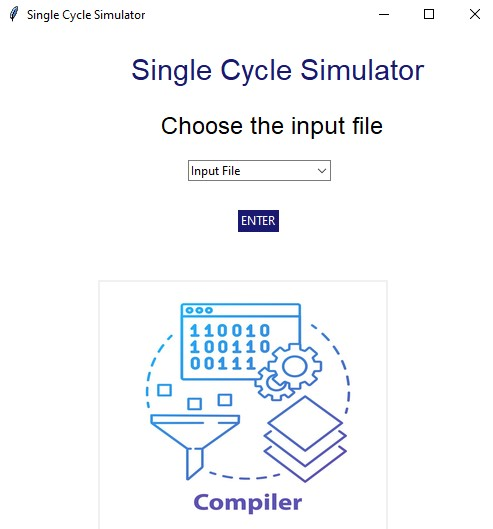 Single Cycle Simulator
Single Cycle Simulator
Choose the input file
Input File
ENTER
110010
100110
00111
Compiler